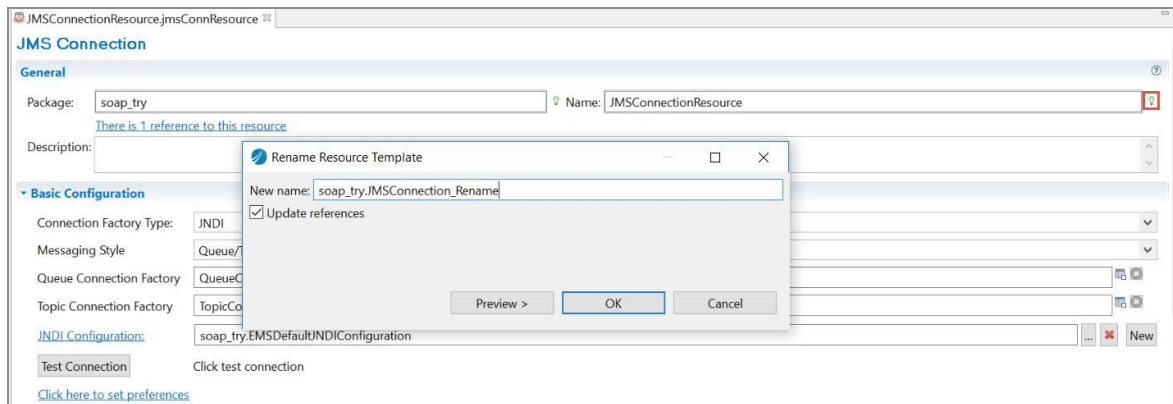 JMSConnectionResource.jmsConnResource
JMS Connection
General
Package: soap_try Name: JMSConnectionResource
There is 1 reference to this resource
Description:
Rename Resource Template
New name: soap_try.JMSConnection_Rename
Update references
Preview > OK Cancel
Basic Configuration
Connection Factory Type: JNDI
Messaging Style Queue/
Queue Connection Factory QueueC
Topic Connection Factory TopicCo
JNDI Configuration: soap_try.EMSDefaultJNDIConfiguration ... New
Test Connection Click test connection
Click here to set preferences